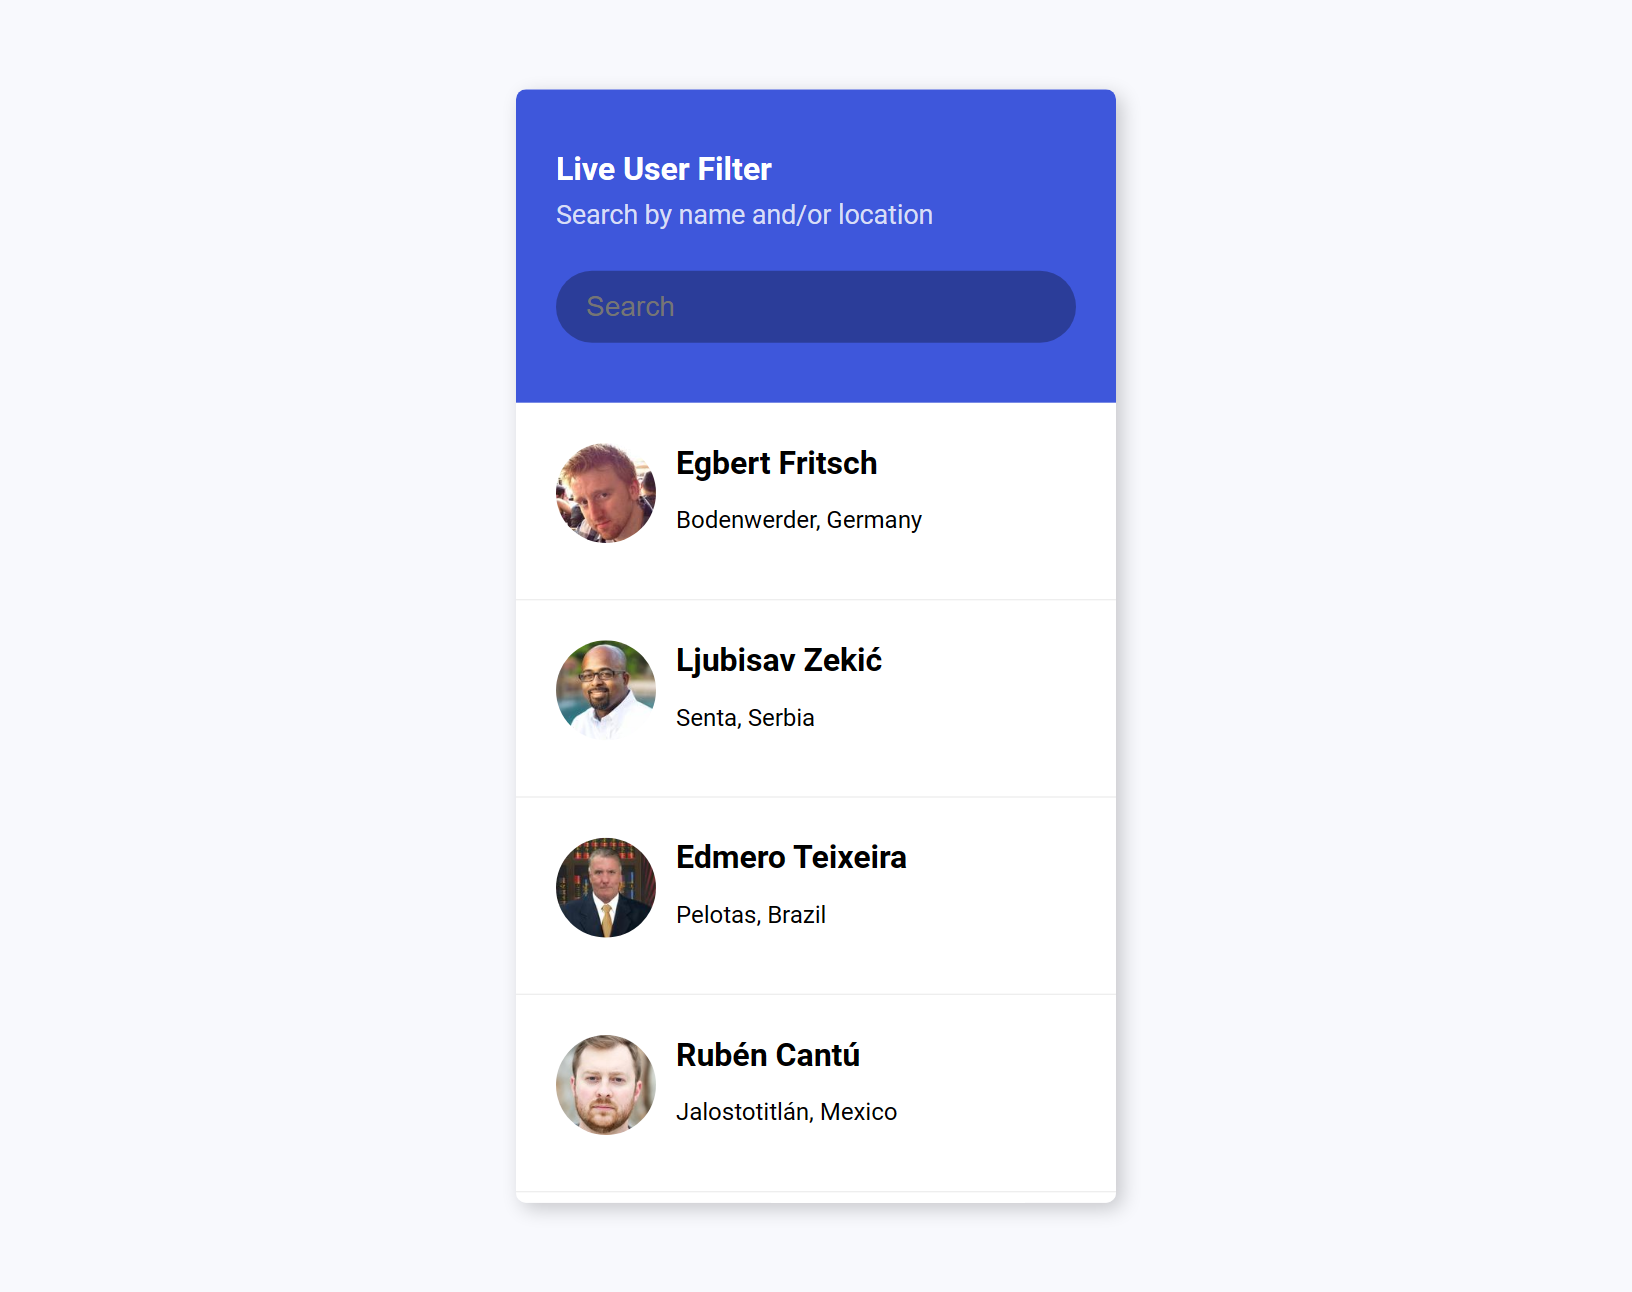 Live User Filter
Search by name and/or location
Search
Egbert Fritsch
Bodenwerder, Germany
Ljubisav Zekić
Senta, Serbia
Edmero Teixeira
Pelotas, Brazil
Rubén Cantú
Jalostotitlán, Mexico